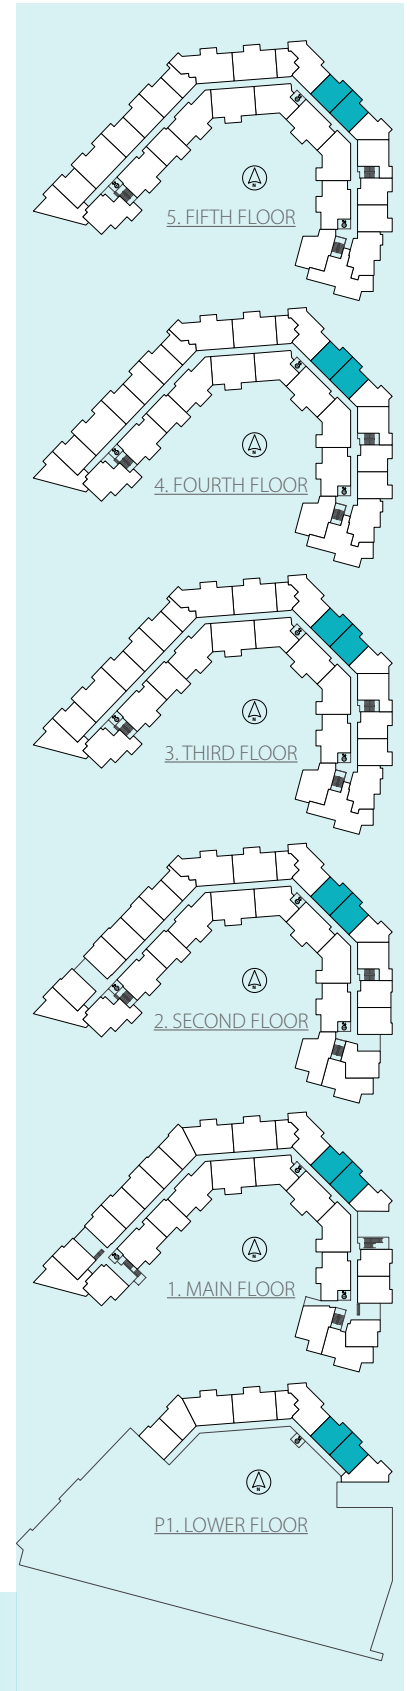 N
5. FIFTH FLOOR
N
4. FOURTH FLOOR
N
3. THIRD FLOOR
N
2. SECOND FLOOR
N
1. MAIN FLOOR
N
P1. LOWER FLOOR